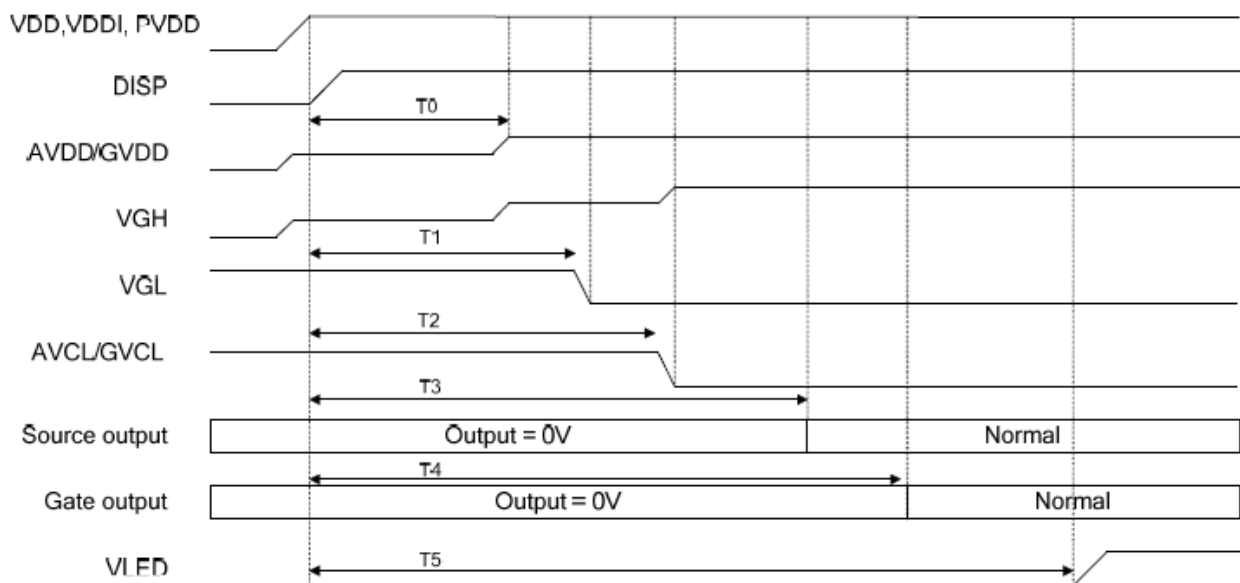 VDD,VDDI, PVDD
DISP
T0
AVDD/GVDD
VGH
T1
VGL
T2
AVCL/GVCL
T3
Source output Output = 0V Normal
T4
Gate output Output = 0V Normal
T5
VLED